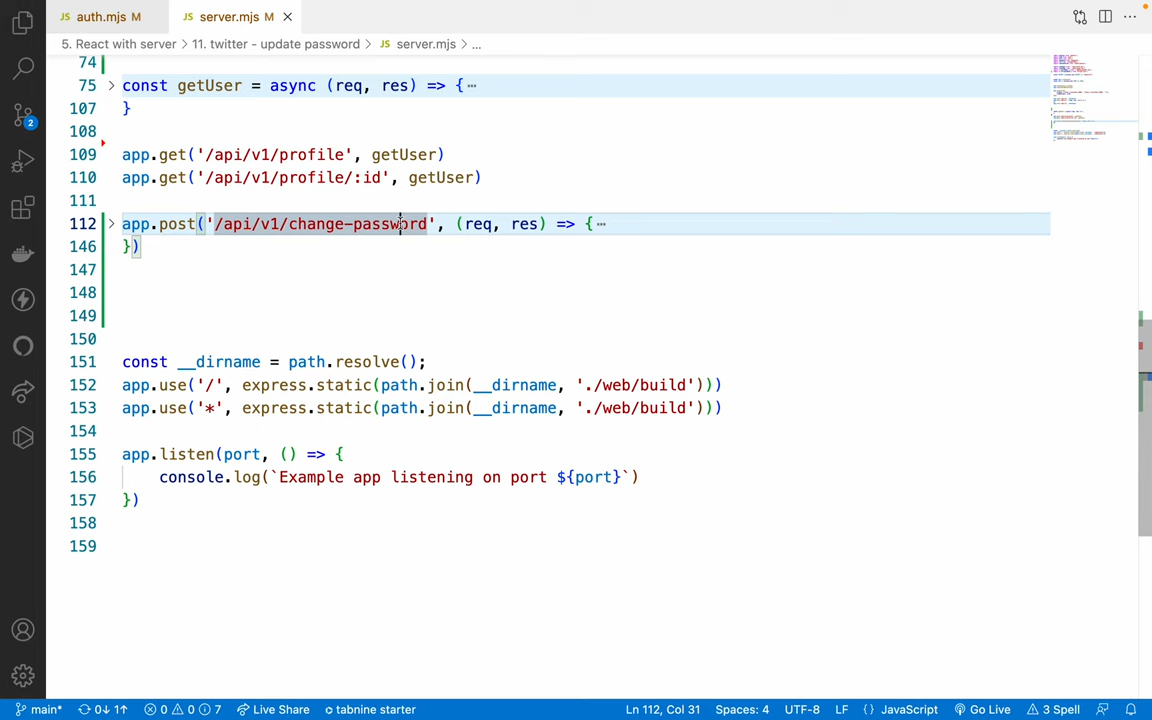 JS auth.mjs M JS server.mjs M
5. React with server > 11. twitter - update password > JS server.mjs > ...
74
75 const getUser = async (req, res) => {…
107 }
108
109 app.get('/api/v1/profile', getUser)
110 app.get('/api/v1/profile/:id', getUser)
111
112 app.post('/api/v1/change-password', (req, res) => {…
146 })
147
148
149
150
151 const __dirname = path.resolve();
152 app.use('/', express.static(path.join(__dirname, './web/build')))
153 app.use('*', express.static(path.join(__dirname, './web/build')))
154
155 app.listen(port, () => {
156 console.log(`Example app listening on port ${port}`)
157 })
158
159
2
main* 0↓ 1↑ 0 0 7 Live Share tabnine starter Ln 112, Col 31 Spaces: 4 UTF-8 LF {} JavaScript Go Live 3 Spell